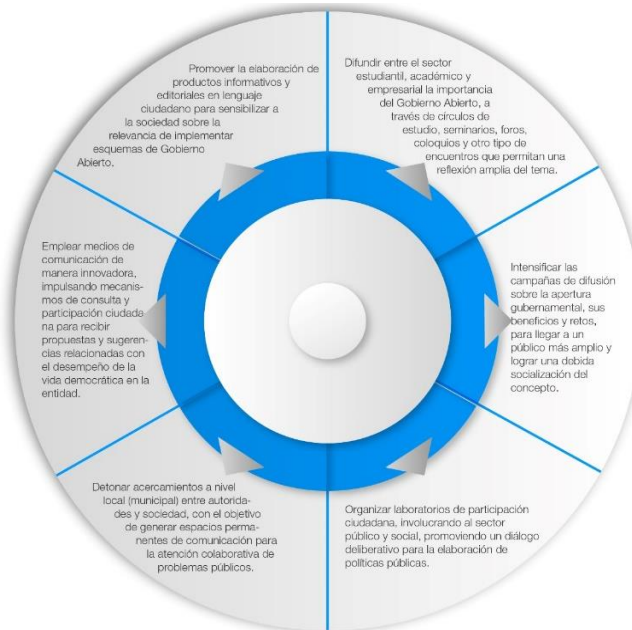 Promover la elaboración de
productos informativos y
editoriales en lenguaje
ciudadano para sensibilizar a
la sociedad sobre la
relevancia de implementar
esquemas de Gobierno
Abierto.
Difundir entre el sector
estudiantil, académico y
empresarial la importancia
del Gobierno Abierto, a
través de círculos de
estudio, seminarios, foros,
coloquios y otro tipo de
encuentros que permitan una
reflexión amplia del tema.
Emplear medios de
comunicación de
manera innovadora,
impulsando mecanis-
mos de consulta y
participación ciudada-
na para recibir
propuestas y sugeren-
cias relacionadas con
el desempeño de la
vida democrática en la
entidad.
Intensificar las
campañas de difusión
sobre la apertura
gubernamental, sus
beneficios y retos,
para llegar a un
público más amplio y
lograr una debida
socialización del
concepto.
Detonar acercamientos a nivel
local (municipal) entre autorida-
des y sociedad, con el objetivo
de generar espacios perma-
nentes de comunicación para
la atención colaborativa de
problemas públicos.
Organizar laboratorios de participación
ciudadana, involucrando al sector
público y social, promoviendo un diálogo
deliberativo para la elaboración de
políticas públicas.